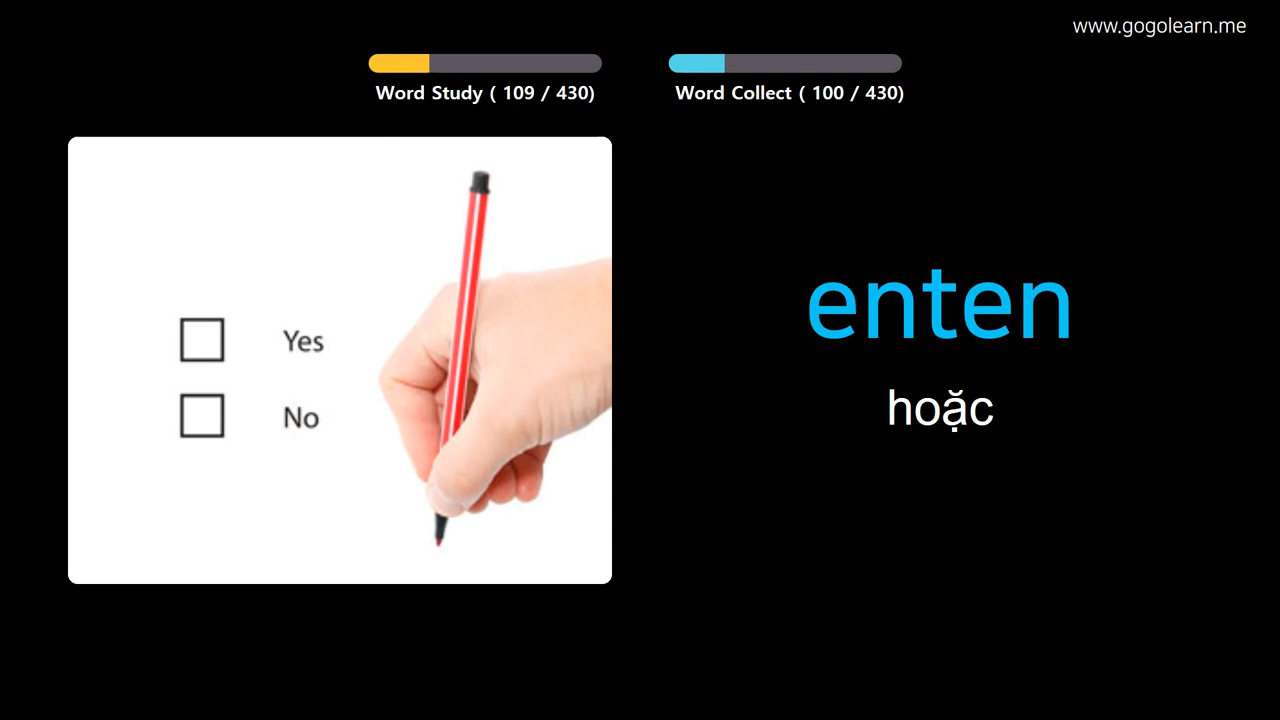 www.gogolearn.me
Word Study ( 109 / 430)
Word Collect ( 100 / 430)
Yes
No
enten
hoặc